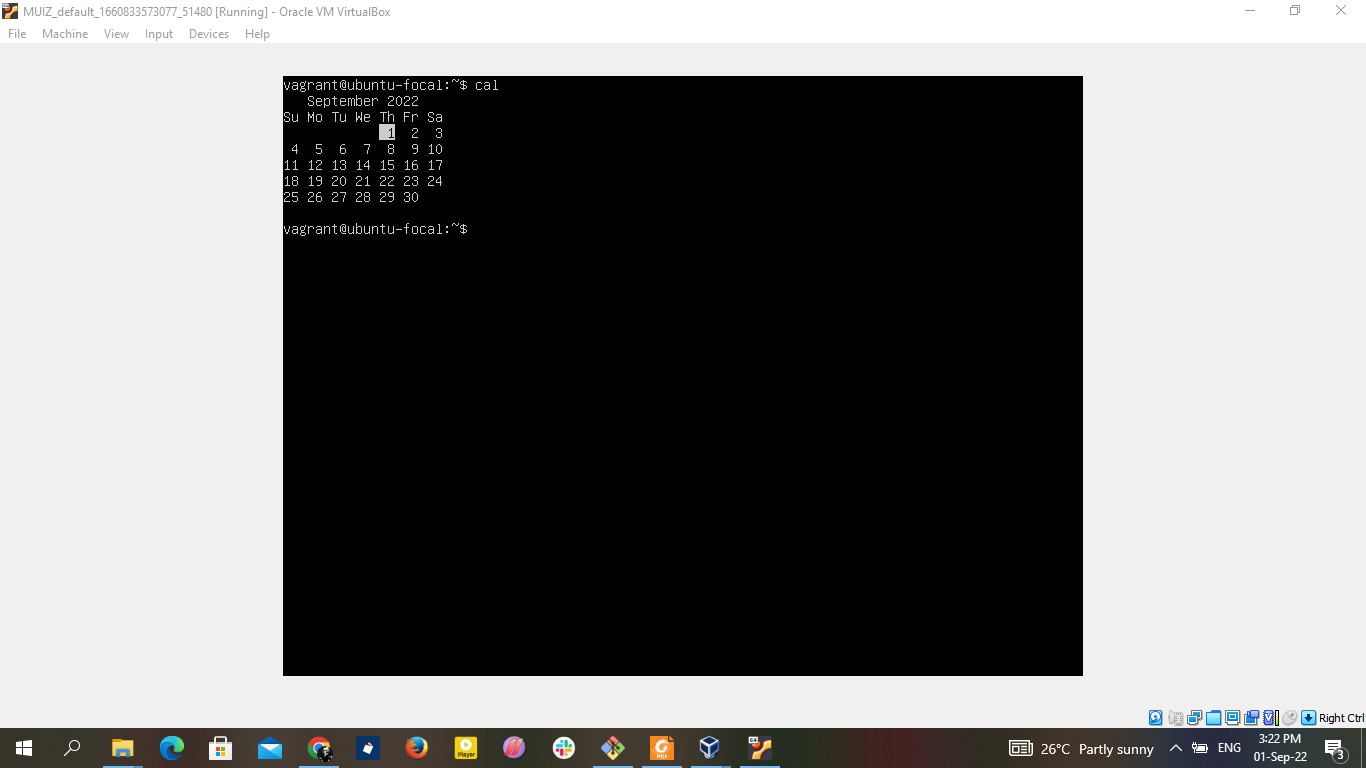 MUIZ_default_1660833573077_51480 [Running] - Oracle VM VirtualBox
File Machine View Input Devices Help
vagrant@ubuntu-focal:~$ cal
September 2022
Su Mo Tu We Th Fr Sa
1 2 3
4 5 6 7 8 9 10
11 12 13 14 15 16 17
18 19 20 21 22 23 24
25 26 27 28 29 30
vagrant@ubuntu-focal:~$
Right Ctrl
Player
PDF
26°C Partly sunny
ENG
3:22 PM
01-Sep-22
3